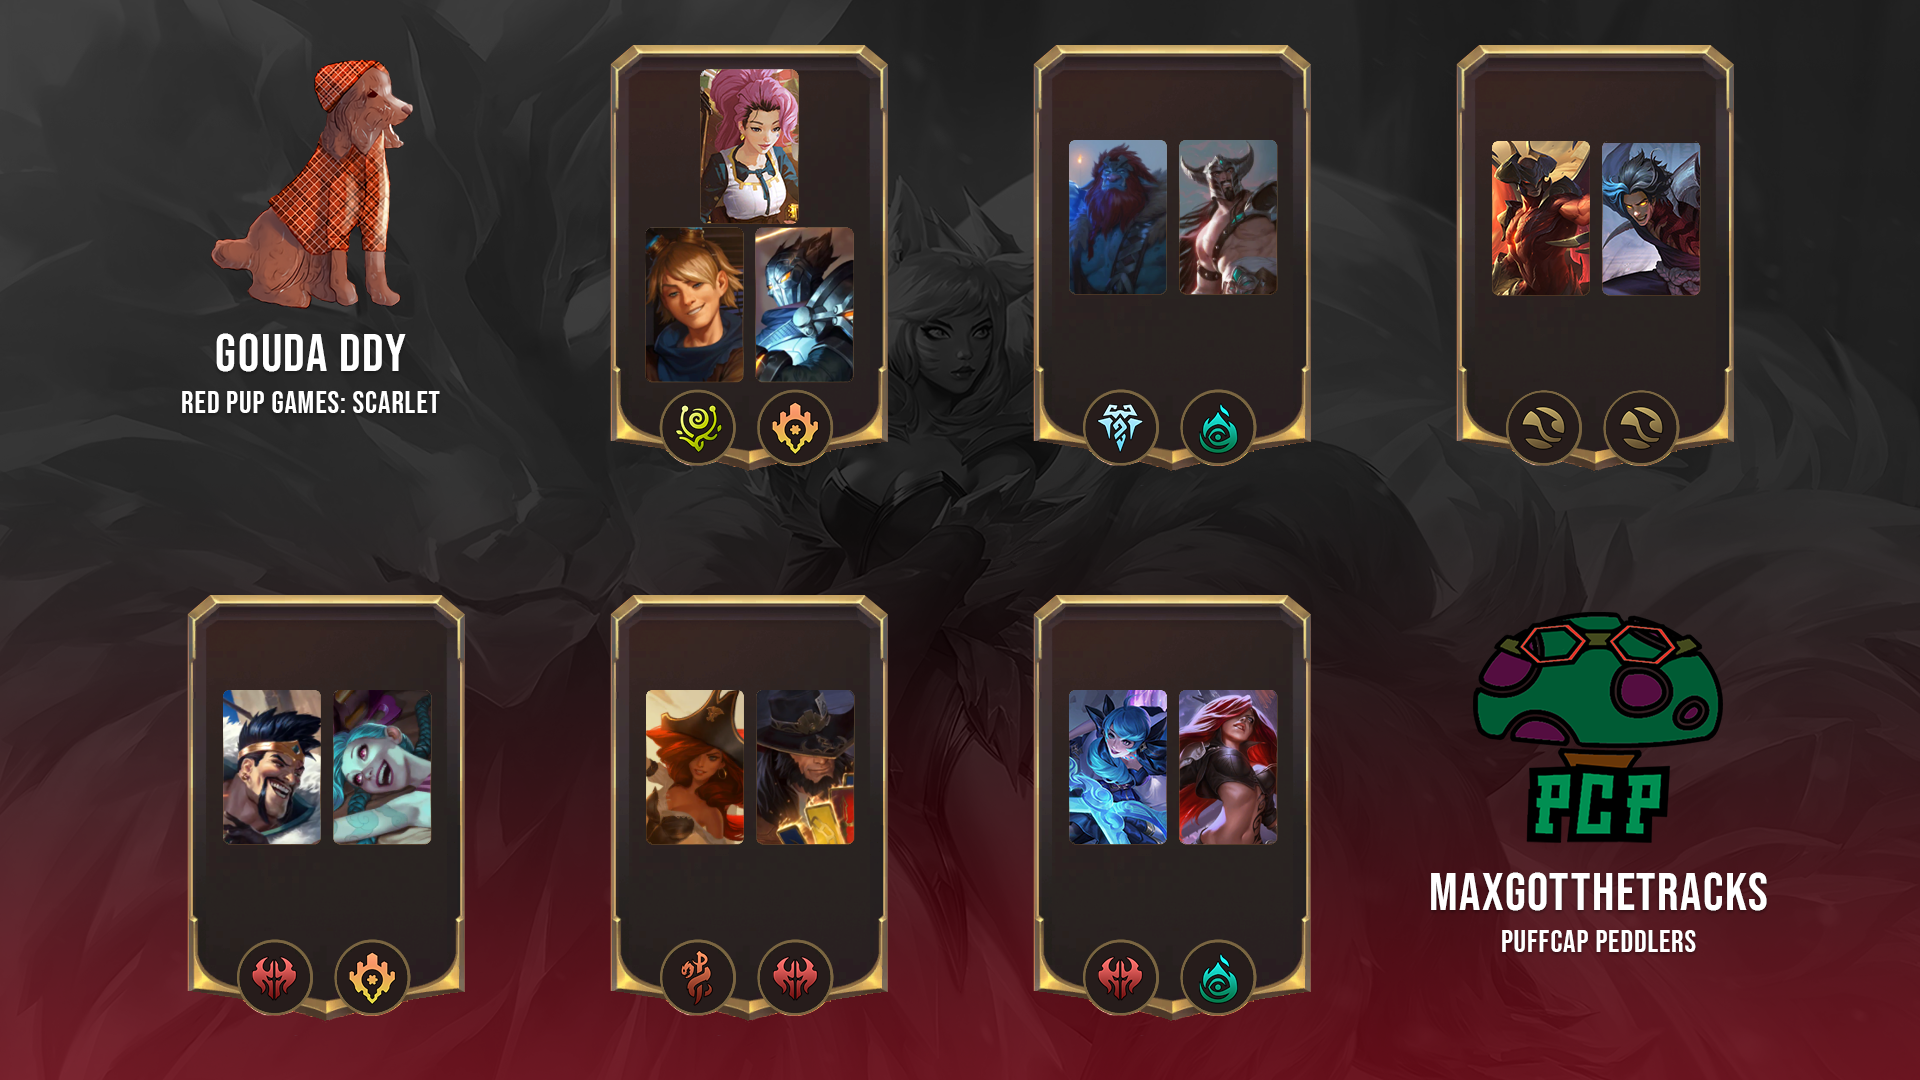 GOUDA DDY
RED PUP GAMES: SCARLET
PCP
MAXGOTTHETRACKS
PUFFCAP PEDDLERS